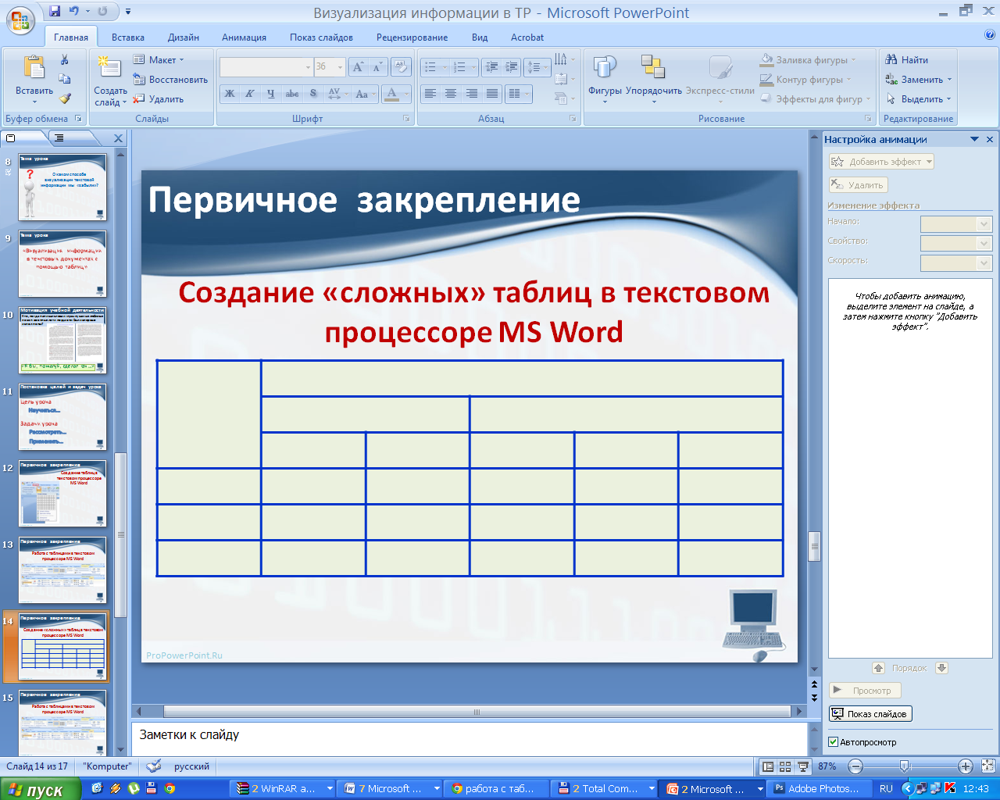 Визуализация информации в ТР - Microsoft PowerPoint
Главная Вставка Дизайн Анимация Показ слайдов Рецензирование Вид Acrobat
Вставить
Буфер обмена
Создать слайд
Макет
Восстановить
Удалить
Слайды
36
Ж К Ч abc S AV Aa A
Шрифт
Абзац
Фигуры Упорядочить Экспресс-стили
Заливка фигуры
Контур фигуры
Эффекты для фигур
Рисование
Найти
Заменить
Выделить
Редактирование
8
Тема урока
О каком способе
визуализации текстовой
информации мы «забыли»?
9
Тема урока
«Визуализация информации
в текстовых документах с
помощью таблиц»
10
Мотивация учебной деятельности
11
Постановка целей и задач урока
Цель урока
Научиться...
Задачи урока
Рассмотреть...
Применить...
12
Первичное закрепление
Создание таблиц в
текстовом процессоре
MS Word
13
Первичное закрепление
Работа с таблицами в текстовом
процессоре MS Word
14
Первичное закрепление
Создание «сложных» таблиц в текстовом
процессоре MS Word
15
Первичное закрепление
Работа с таблицами в текстовом
процессоре MS Word
Первичное закрепление
Создание «сложных» таблиц в текстовом
процессоре MS Word
ProPowerPoint.Ru
Заметки к слайду
Настройка анимации
Добавить эффект
Удалить
Изменение эффекта
Начало:
Свойство:
Скорость:
Чтобы добавить анимацию,
выделите элемент на слайде, а
затем нажмите кнопку "Добавить
эффект".
Порядок
Просмотр
Показ слайдов
Автопросмотр
Слайд 14 из 17 "Komputer" русский 87%
пуск 2 WinRAR a... 7 Microsoft ... работа с таб... 2 Total Com... 2 Microsoft ... Adobe Photos... RU 12:43